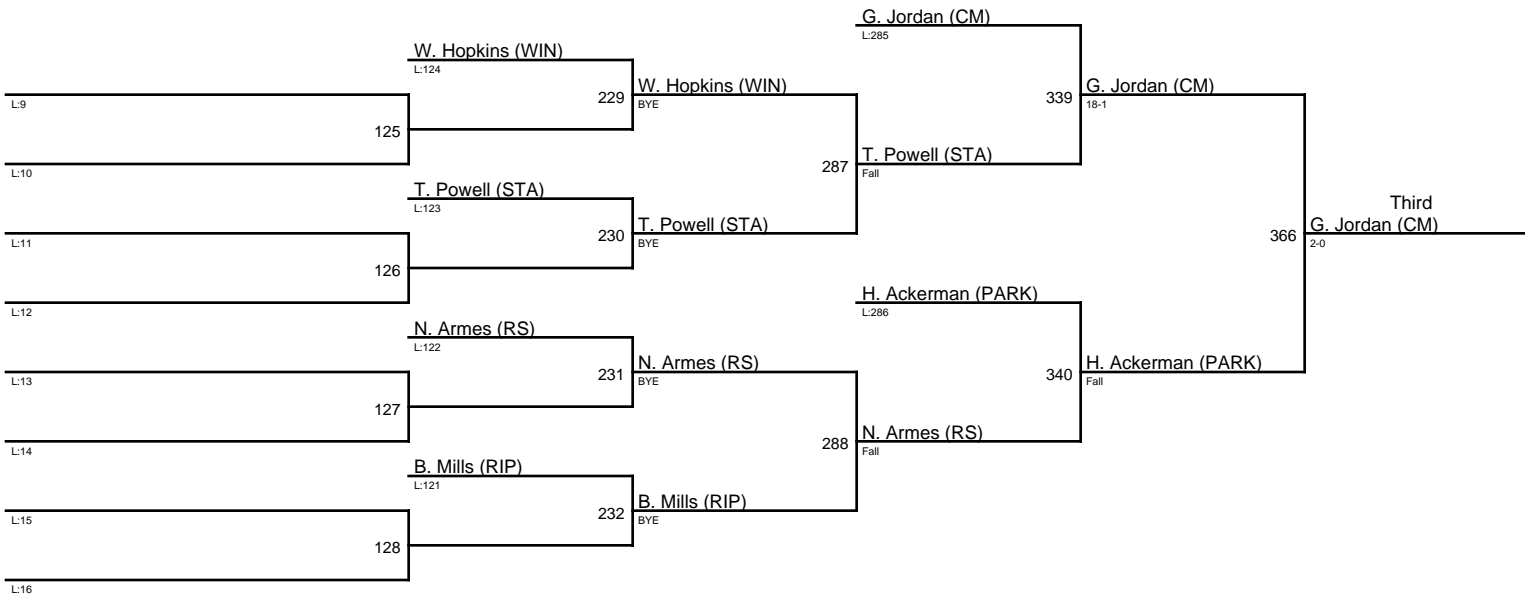 G. Jordan (CM)
L:285
W. Hopkins (WIN)
L:124
229
W. Hopkins (WIN)
BYE
339
G. Jordan (CM)
18-1
L:9
125
287
T. Powell (STA)
Fall
L:10
T. Powell (STA)
L:123
Third
230
T. Powell (STA)
BYE
366
G. Jordan (CM)
2-0
L:11
126
H. Ackerman (PARK)
L:286
L:12
N. Armes (RS)
L:122
231
N. Armes (RS)
BYE
340
H. Ackerman (PARK)
Fall
L:13
127
288
N. Armes (RS)
Fall
L:14
B. Mills (RIP)
L:121
232
B. Mills (RIP)
BYE
L:15
128
L:16